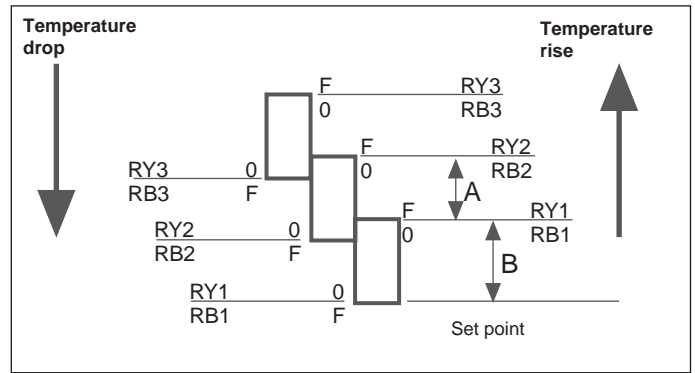 Temperature
drop
Temperature
rise
F RY3
0 RB3
F RY2
0 RB2
RY3 0
RB3 F
A
F RY1
0 RB1
RY2 0
RB2 F
B
RY1 0
RB1 F
Set point